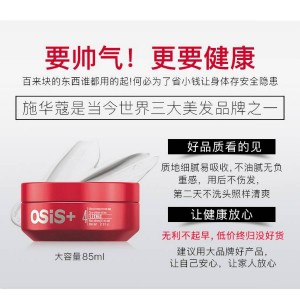 要帅气！更要健康
百来块的东西谁都用的起!何必为了省小钱让身体存安全隐患
施华蔻是当今世界三大美发品牌之一
好品质看的见
质地细腻易吸收,不油腻无负
重感，用后不伤发，
第二天不洗头照样清爽
OSiS+
大容量85ml
让健康放心
无利不起早，低价终归没好货
建议用大品牌好产品，
让自己安心，让家人放心